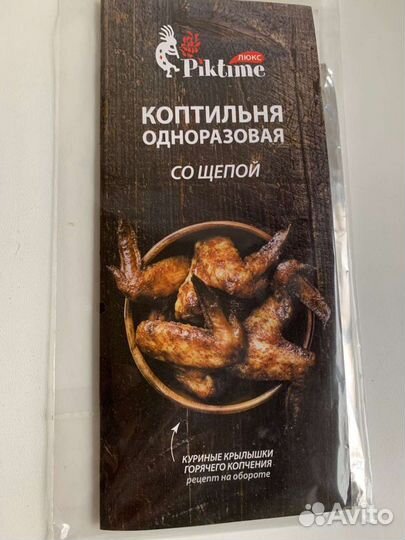 ЛЮКС
Piktime
КОПТИЛЬНЯ
ОДНОРАЗОВАЯ
СО ЩЕПОЙ
КУРИНЫЕ КРЫЛЫШКИ
ГОРЯЧЕГО КОПЧЕНИЯ
рецепт на обороте
Avito